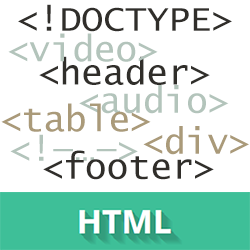 <!DOCTYPE>
<video>
<header>
<audio>
<table>
<div>
<!—…—>
<footer>
HTML